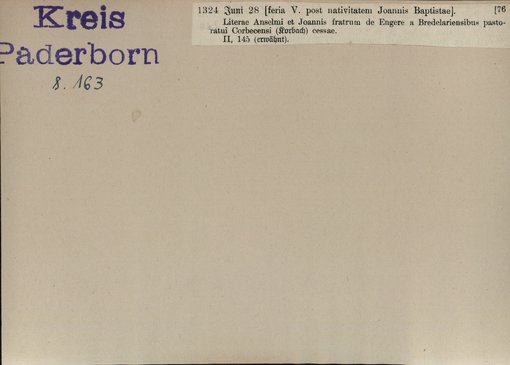 Kreis
Paderborn
8. 163
1324 Juni 28 [feria V. post nativitatem Joannis Baptistae]. [76
Literae Anselmi et Joannis fratrum de Engere a Bredelariensibus pasto-
ratui Corbecensi (Korbach) cessae.
II, 145 (erwähnt).